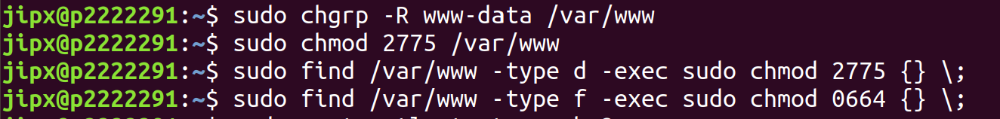 jipx@p2222291:~$ sudo chgrp -R www-data /var/www
jipx@p2222291:~$ sudo chmod 2775 /var/www
jipx@p2222291:~$ sudo find /var/www -type d -exec sudo chmod 2775 {} \;
jipx@p2222291:~$ sudo find /var/www -type f -exec sudo chmod 0664 {} \;